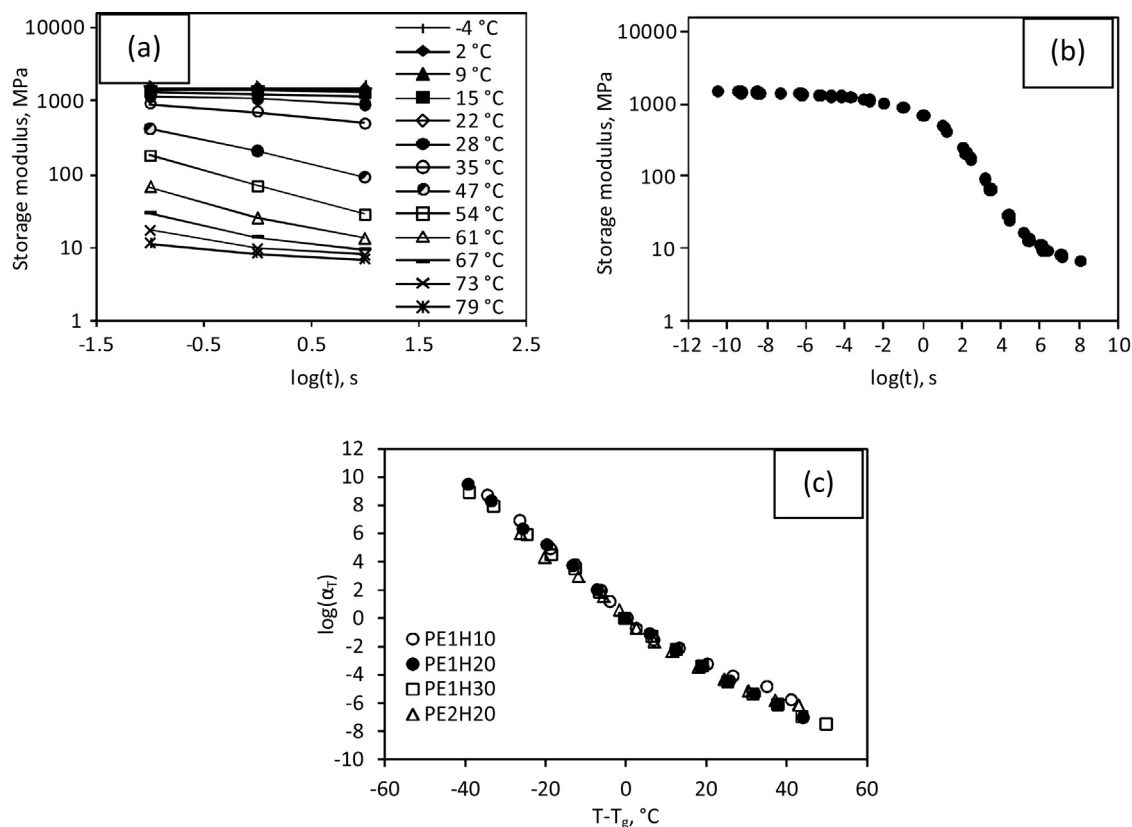 (a)
Storage modulus, MPa
10000
1000
100
10
1
-1.5
-0.5
0.5
1.5
2.5
log(t), s
-4 °C
2 °C
9 °C
15 °C
22 °C
28 °C
35 °C
47 °C
54 °C
61 °C
67 °C
73 °C
79 °C
(b)
Storage modulus, MPa
10000
1000
100
10
1
-12 -10 -8 -6 -4 -2 0 2 4 6 8 10
log(t), s
(c)
log(αT)
12
10
8
6
4
2
0
-2
-4
-6
-8
-10
-60 -40 -20 0 20 40 60
T-Tg, °C
PE1H10
PE1H20
PE1H30
PE2H20